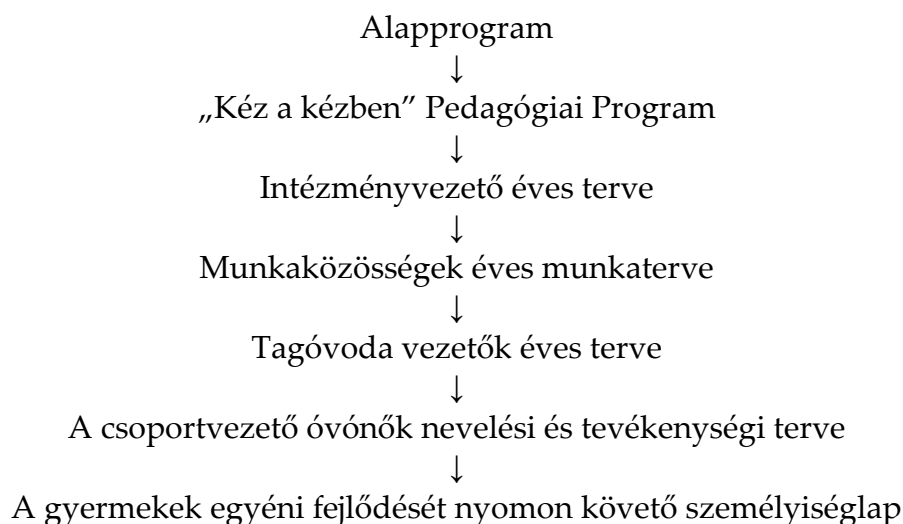 Alapprogram
↓
„Kéz a kézben” Pedagógiai Program
↓
Intézményvezető éves terve
↓
Munkaközösségek éves munkaterve
↓
Tagóvoda vezetők éves terve
↓
A csoportvezető óvónők nevelési és tevékenységi terve
↓
A gyermekek egyéni fejlődését nyomon követő személyiséglap